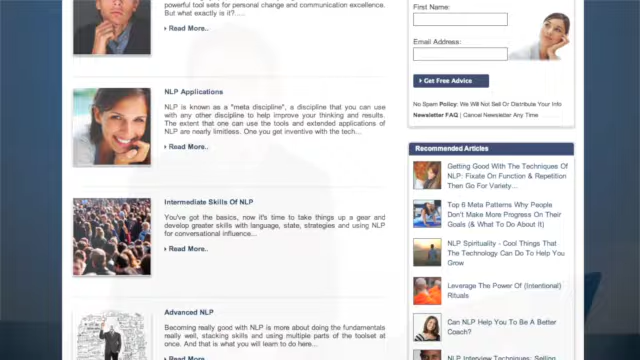 powerful tool sets for personal change and communication excellence.
But what exactly is it?.....
Read More..
NLP Applications
NLP is known as a "meta discipline", a discipline that you can use
with any other discipline to help improve your thinking and results.
The extent that one can use the tools and extended applications of
NLP are nearly limitless. One you get inventive with the tech...
Read More..
Intermediate Skills Of NLP
You've got the basics, now it's time to take things up a gear and
develop greater skills with language, state, strategies and using NLP
for conversational influence...
Read More..
Advanced NLP
Becoming really good with NLP is more about doing the fundamentals
really well, stacking skills and using multiple parts of the toolset at
once. And that is what you will learn to do here...
Read More..
First Name:
Email Address:
Get Free Advice
No Spam Policy: We Will Not Sell Or Distribute Your Info
Newsletter FAQ | Cancel Newsletter Any Time
Recommended Articles
Getting Good With The Techniques Of
NLP: Fixate On Function & Repetition
Then Go For Variety...
Top 6 Meta Patterns Why People
Don't Make More Progress On Their
Goals (& What To Do About It)
NLP Spirituality - Cool Things That
The Technology Can Do To Help You
Grow
Leverage The Power Of (Intentional)
Rituals
Can NLP Help You To Be A Better
Coach?
NLP Interview Techniques: Selling